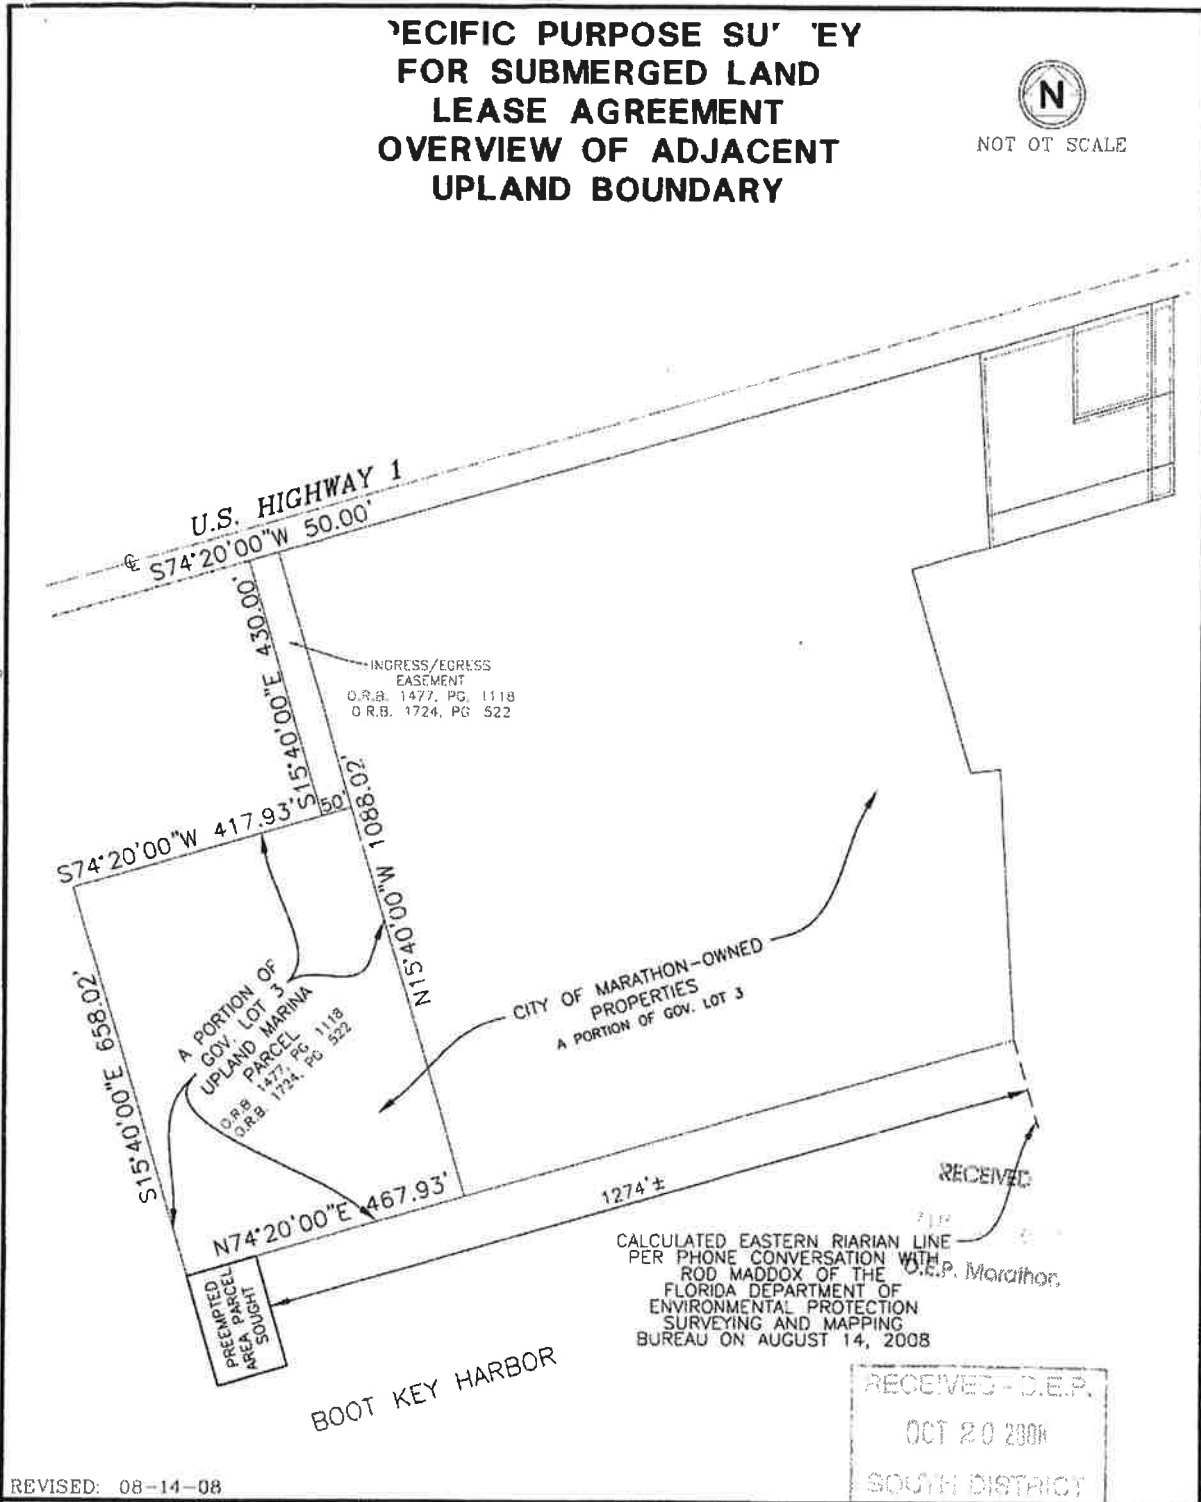 'ECIFIC PURPOSE SU' 'EY
FOR SUBMERGED LAND
LEASE AGREEMENT
OVERVIEW OF ADJACENT
UPLAND BOUNDARY
N
NOT OT SCALE
U.S. HIGHWAY 1
℄ S74°20'00"W 50.00'
S15°40'00"E 430.00'
INGRESS/EGRESS
EASEMENT
O.R.B. 1477, PG. 1118
O.R.B. 1724, PG 522
50'
S74°20'00"W 417.93'
N15°40'00"W 1088.02'
S15°40'00"E 658.02'
A PORTION OF
GOV. LOT 3
UPLAND MARINA
PARCEL
O.R.B. 1477, PG 1118
O.R.B. 1724, PG 522
CITY OF MARATHON-OWNED
PROPERTIES
A PORTION OF GOV. LOT 3
N74°20'00"E 467.93'
1274'±
PREEMPTED
AREA PARCEL
SOUGHT
RECEIVED
D.E.P. Marathon
CALCULATED EASTERN RIARIAN LINE
PER PHONE CONVERSATION WITH
ROD MADDOX OF THE
FLORIDA DEPARTMENT OF
ENVIRONMENTAL PROTECTION
SURVEYING AND MAPPING
BUREAU ON AUGUST 14, 2008
BOOT KEY HARBOR
RECEIVED - D.E.P.
OCT 20 2008
SOUTH DISTRICT
REVISED: 08-14-08